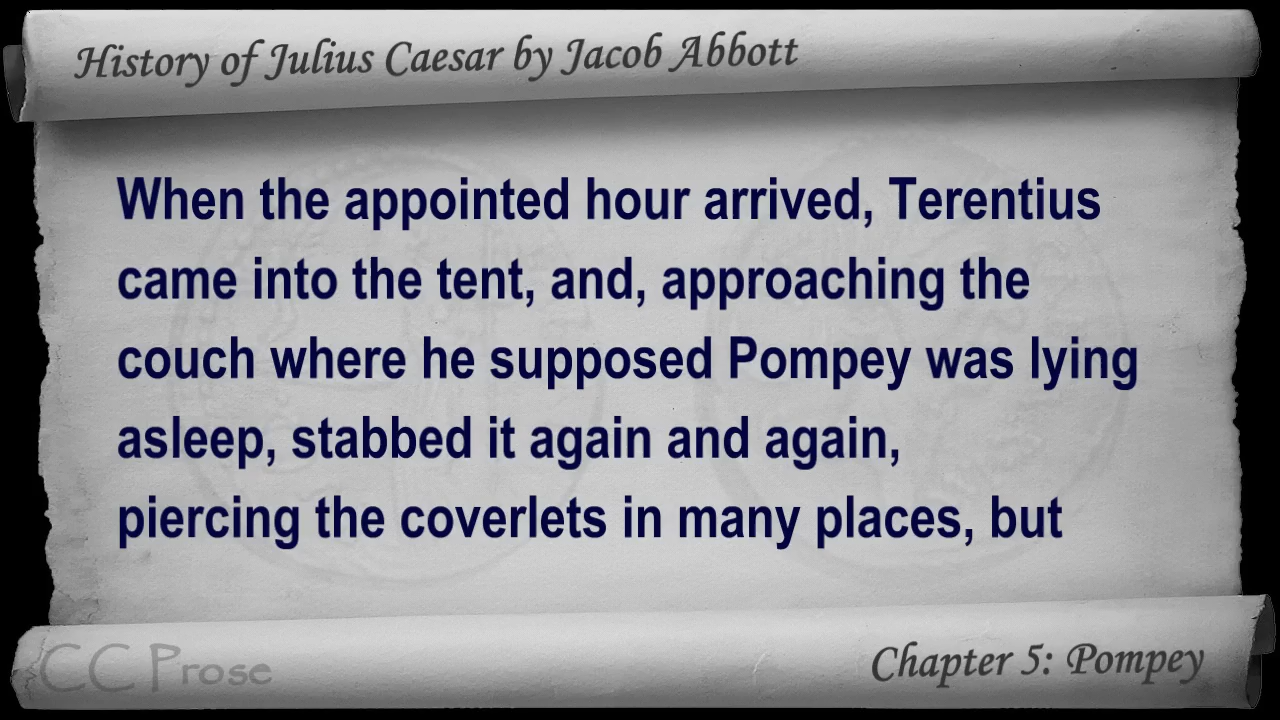 History of Julius Caesar by Jacob Abbott
When the appointed hour arrived, Terentius
came into the tent, and, approaching the
couch where he supposed Pompey was lying
asleep, stabbed it again and again,
piercing the coverlets in many places, but
CC Prose
Chapter 5: Pompey